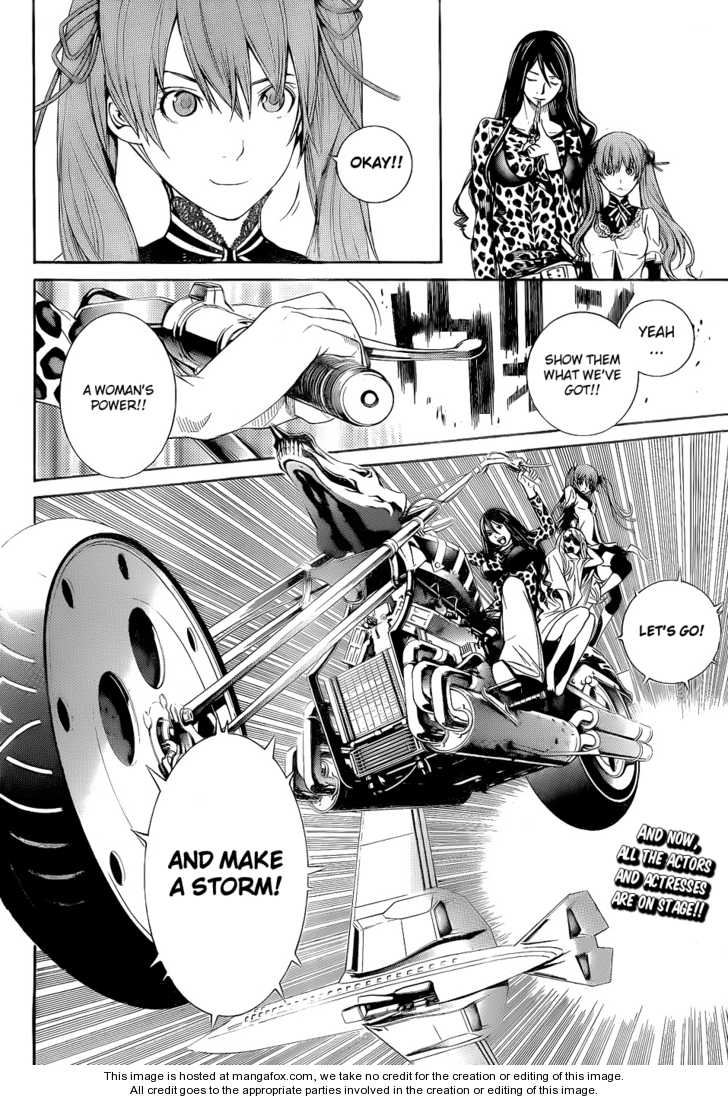 OKAY!!
YEAH
...
SHOW THEM
WHAT WE'VE
GOT!!
A WOMAN'S
POWER!!
LET'S GO!
AND MAKE
A STORM!
AND NOW,
ALL THE ACTORS
AND ACTRESSES
ARE ON STAGE!!
This image is hosted at mangafox.com, we take no credit for the creation or editing of this image.
All credit goes to the appropriate parties involved in the creation or editing of this image.